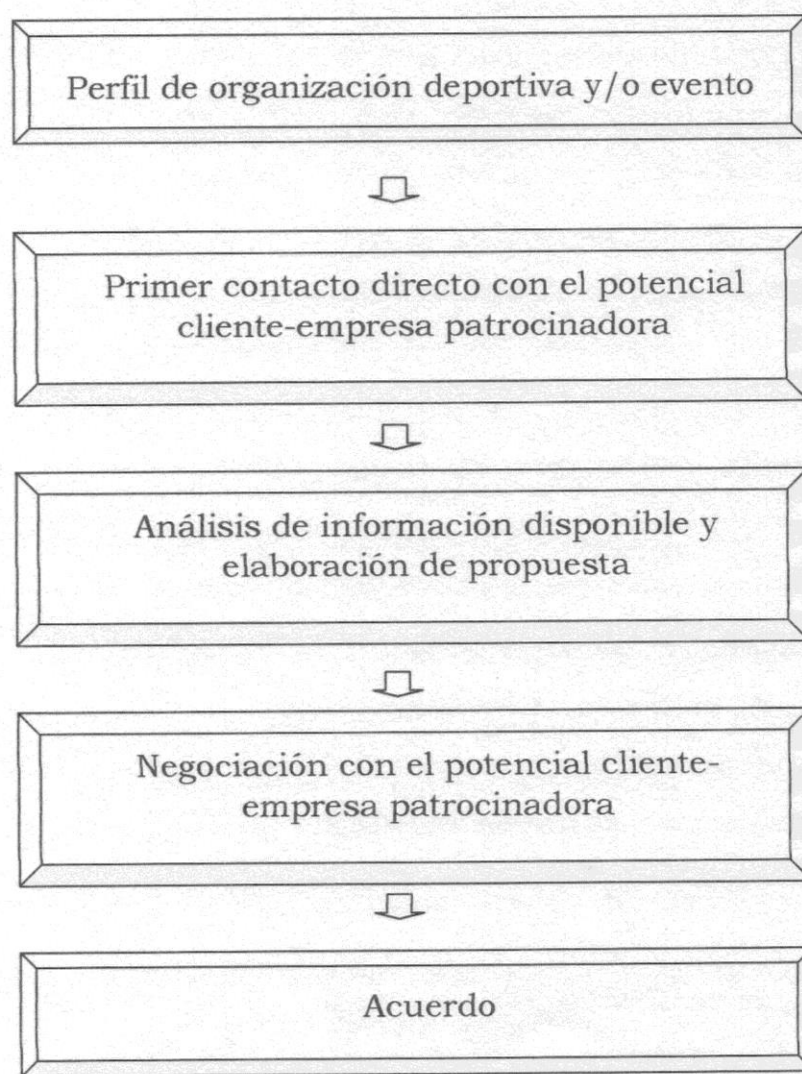 Perfil de organización deportiva y/o evento
Primer contacto directo con el potencial
cliente-empresa patrocinadora
Análisis de información disponible y
elaboración de propuesta
Negociación con el potencial cliente-
empresa patrocinadora
Acuerdo